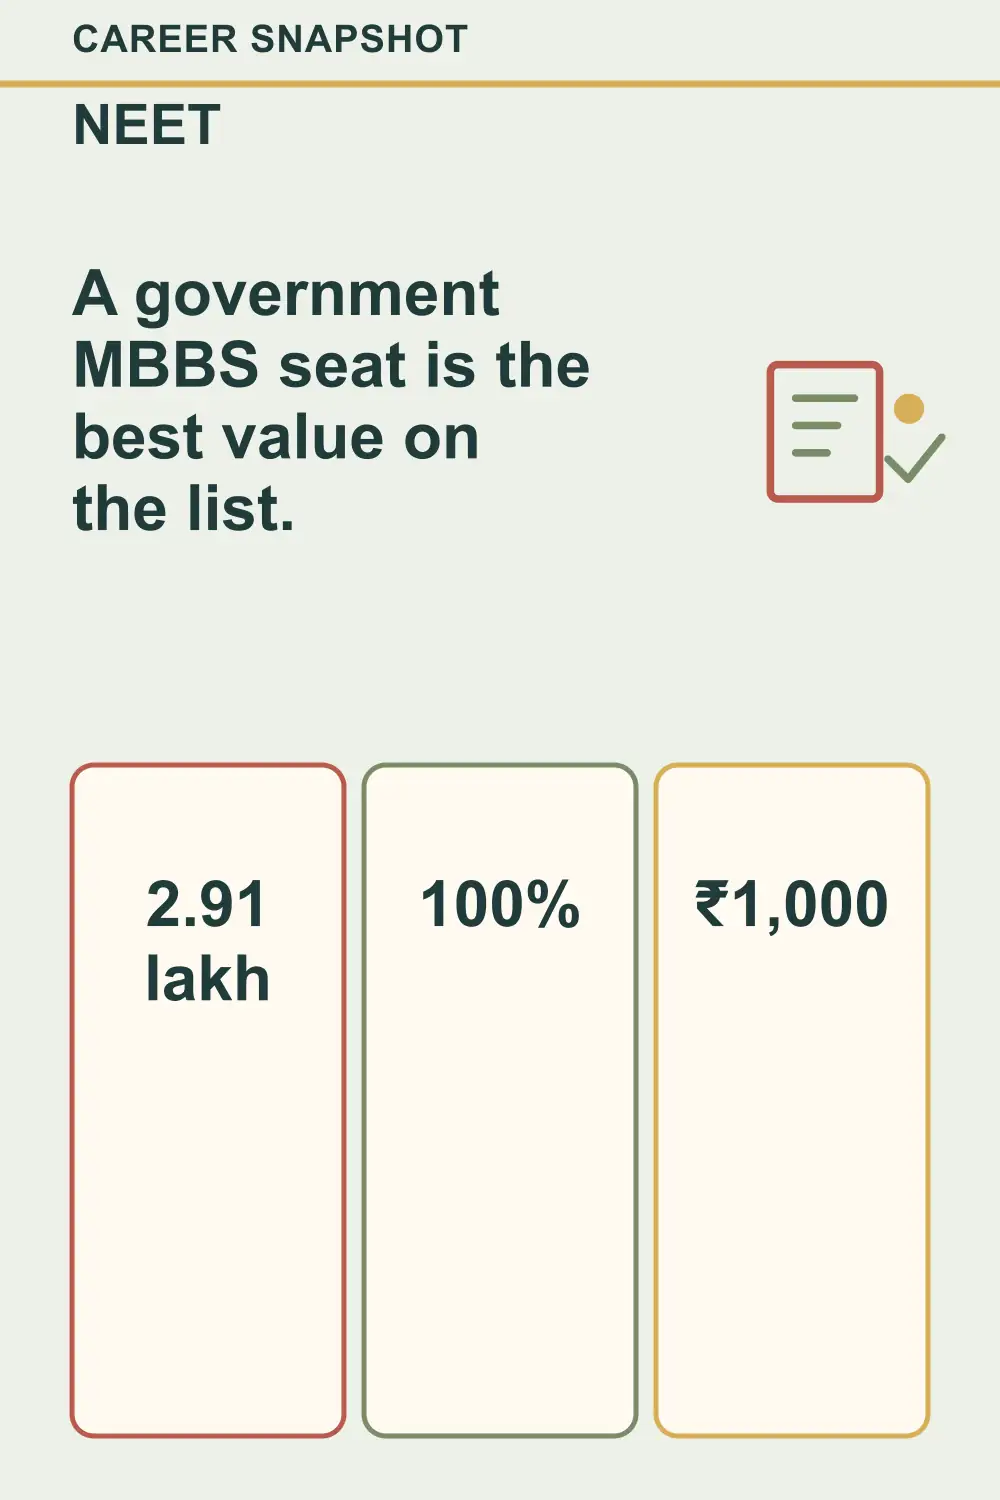 CAREER SNAPSHOT
NEET
A government
MBBS seat is the
best value on
the list.
2.91
lakh
100%
₹1,000